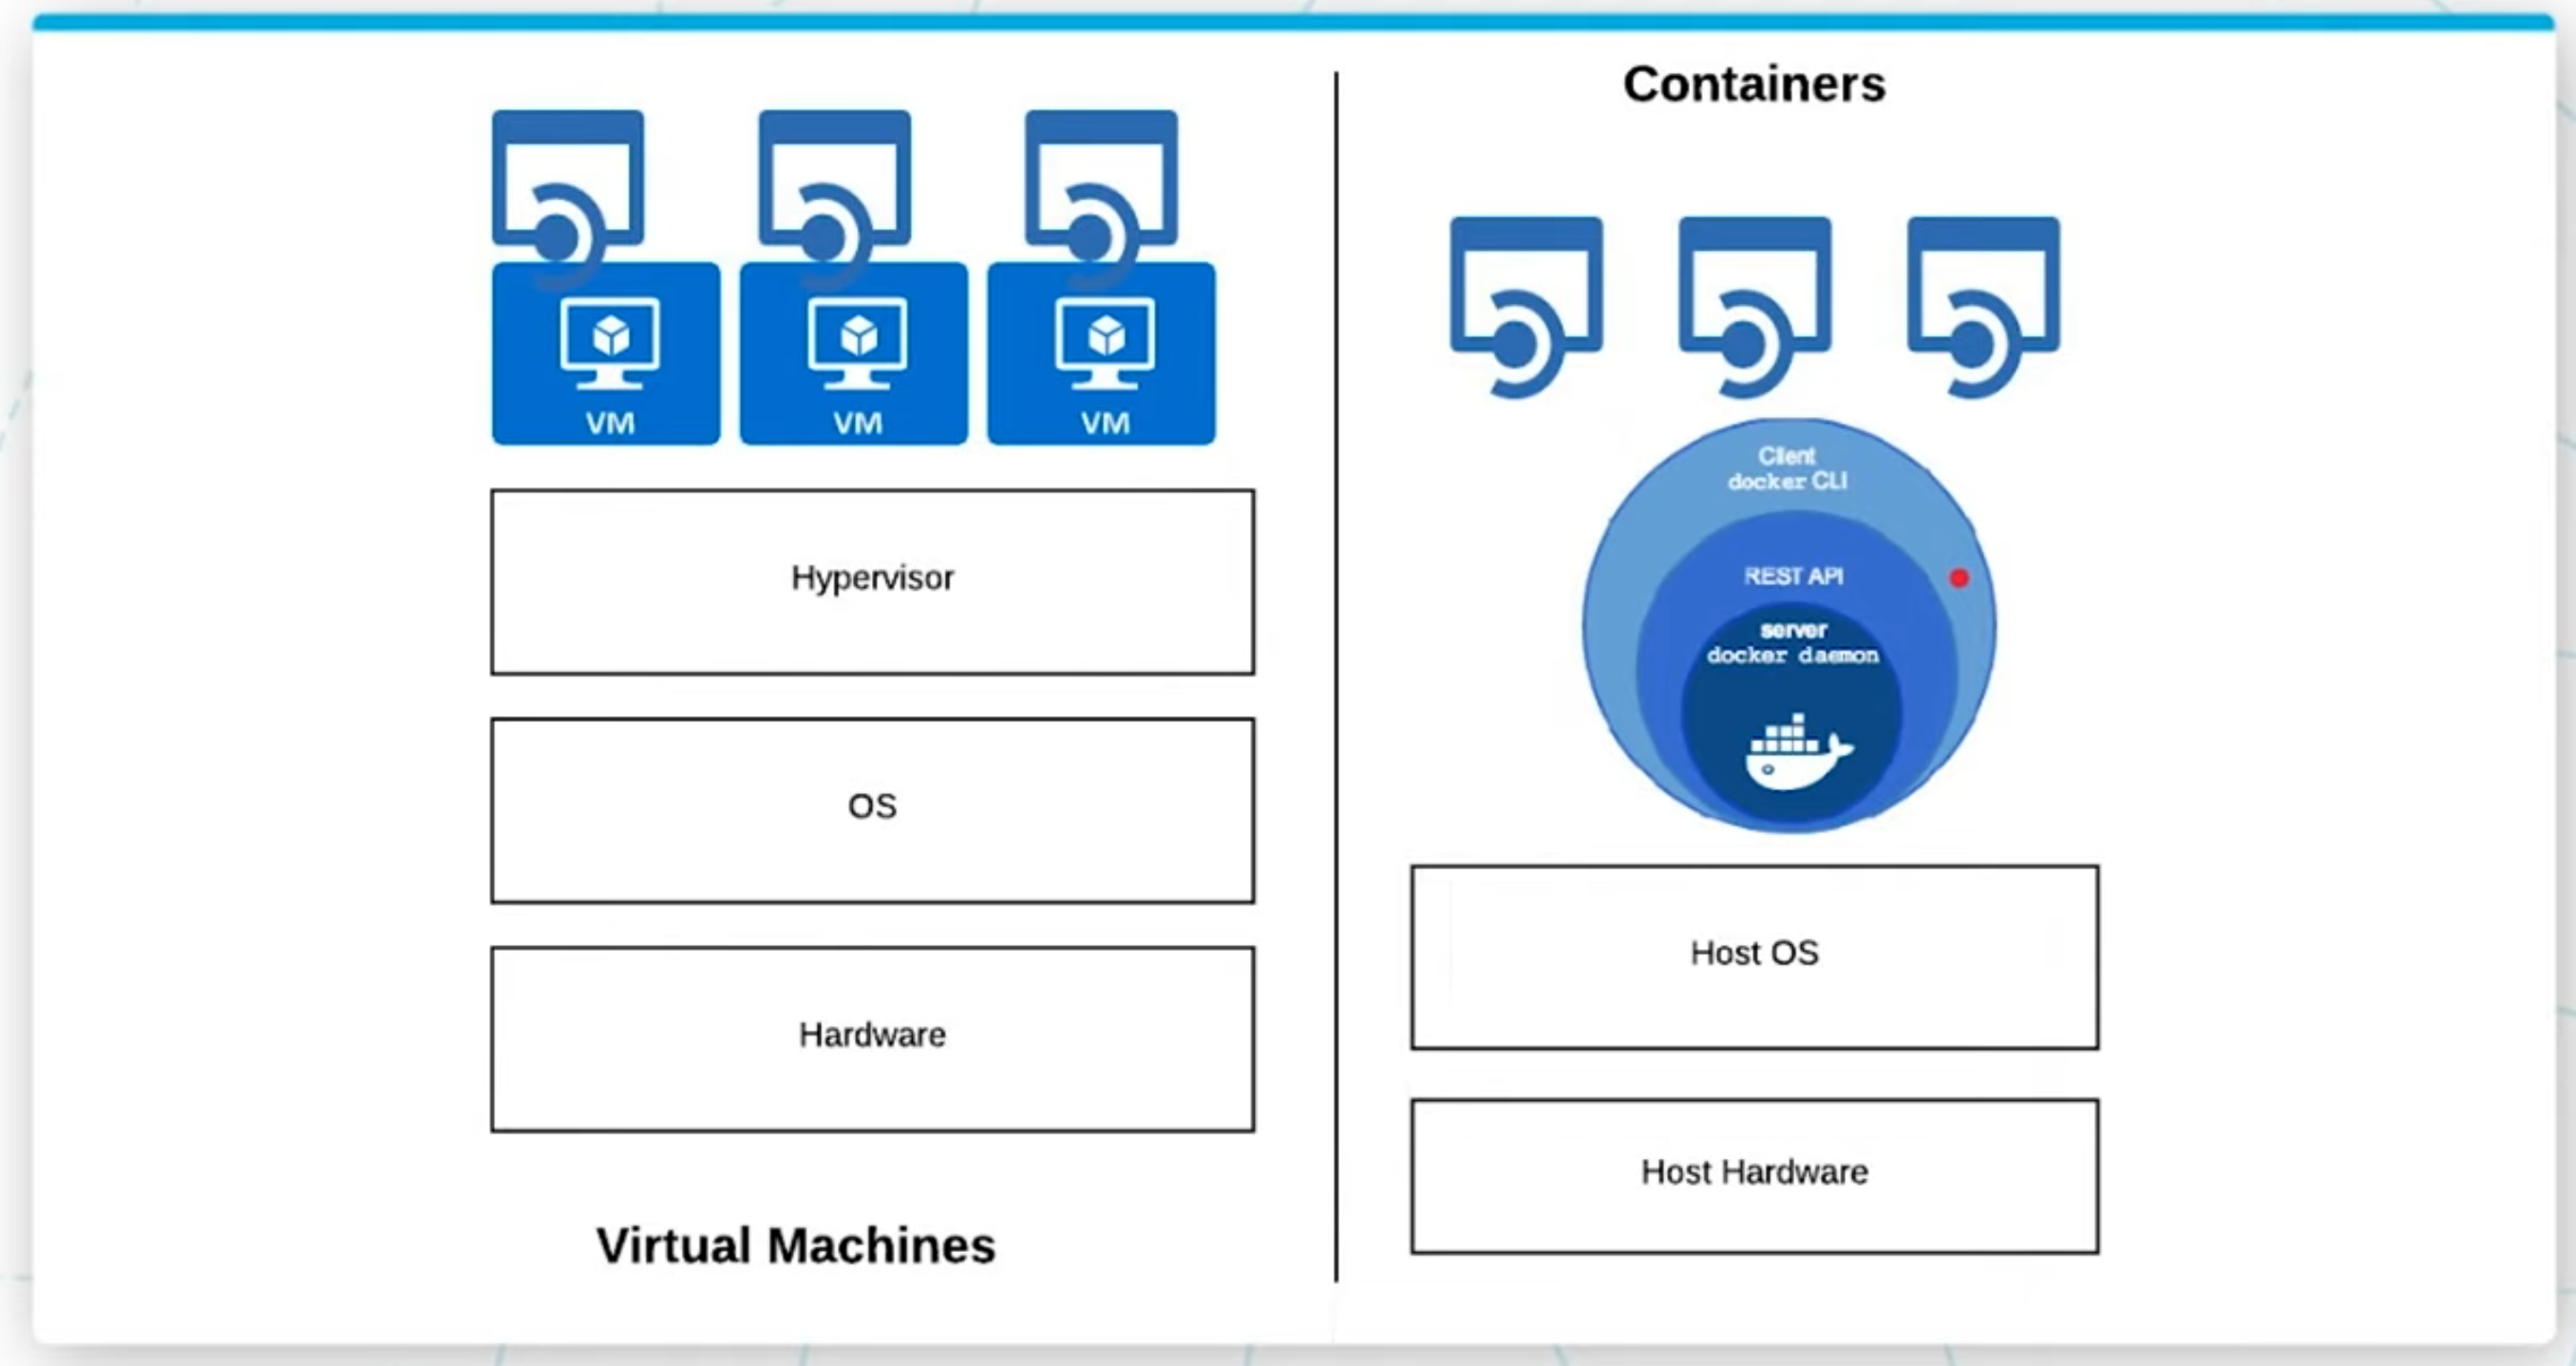 VM
VM
VM
Hypervisor
OS
Hardware
Virtual Machines
Containers
Client
docker CLI
REST API
server
docker daemon
Host OS
Host Hardware